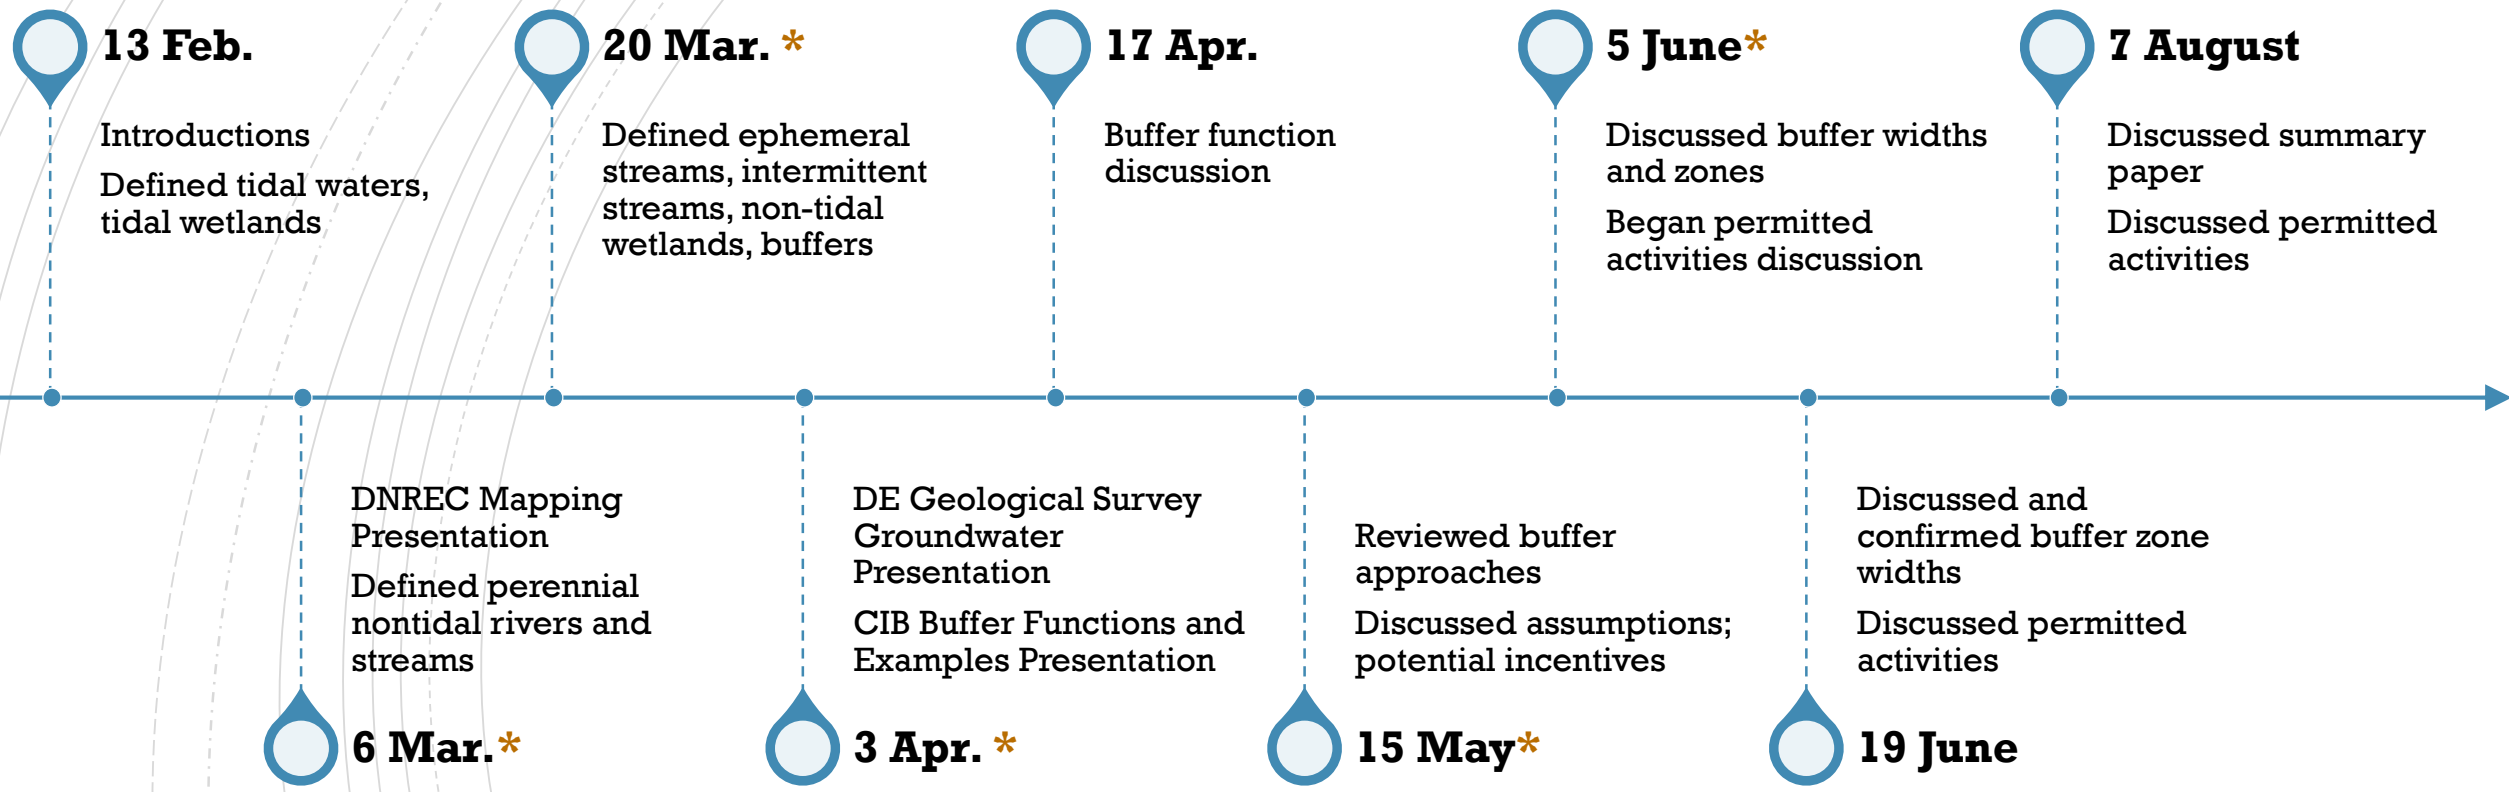 13 Feb.
Introductions
Defined tidal waters,
tidal wetlands
6 Mar.*
DNREC Mapping
Presentation
Defined perennial
nontidal rivers and
streams
20 Mar. *
Defined ephemeral
streams, intermittent
streams, non-tidal
wetlands, buffers
3 Apr. *
DE Geological Survey
Groundwater
Presentation
CIB Buffer Functions and
Examples Presentation
17 Apr.
Buffer function
discussion
15 May*
Reviewed buffer
approaches
Discussed assumptions;
potential incentives
5 June*
Discussed buffer widths
and zones
Began permitted
activities discussion
19 June
Discussed and
confirmed buffer zone
widths
Discussed permitted
activities
7 August
Discussed summary
paper
Discussed permitted
activities